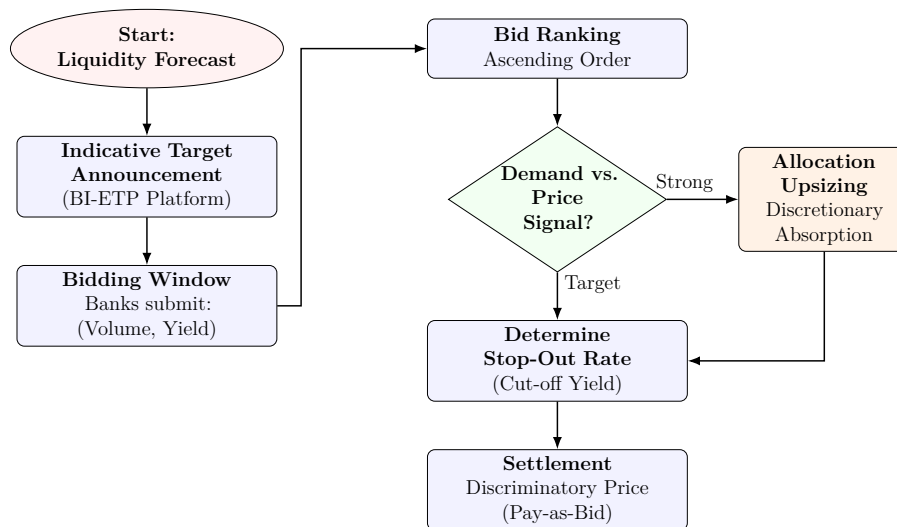 Start:
Liquidity Forecast
Indicative Target
Announcement
(BI-ETP Platform)
Bidding Window
Banks submit:
(Volume, Yield)
Bid Ranking
Ascending Order
Demand vs.
Price
Signal?
Strong
Allocation
Upsizing
Discretionary
Absorption
Target
Determine
Stop-Out Rate
(Cut-off Yield)
Settlement
Discriminatory Price
(Pay-as-Bid)